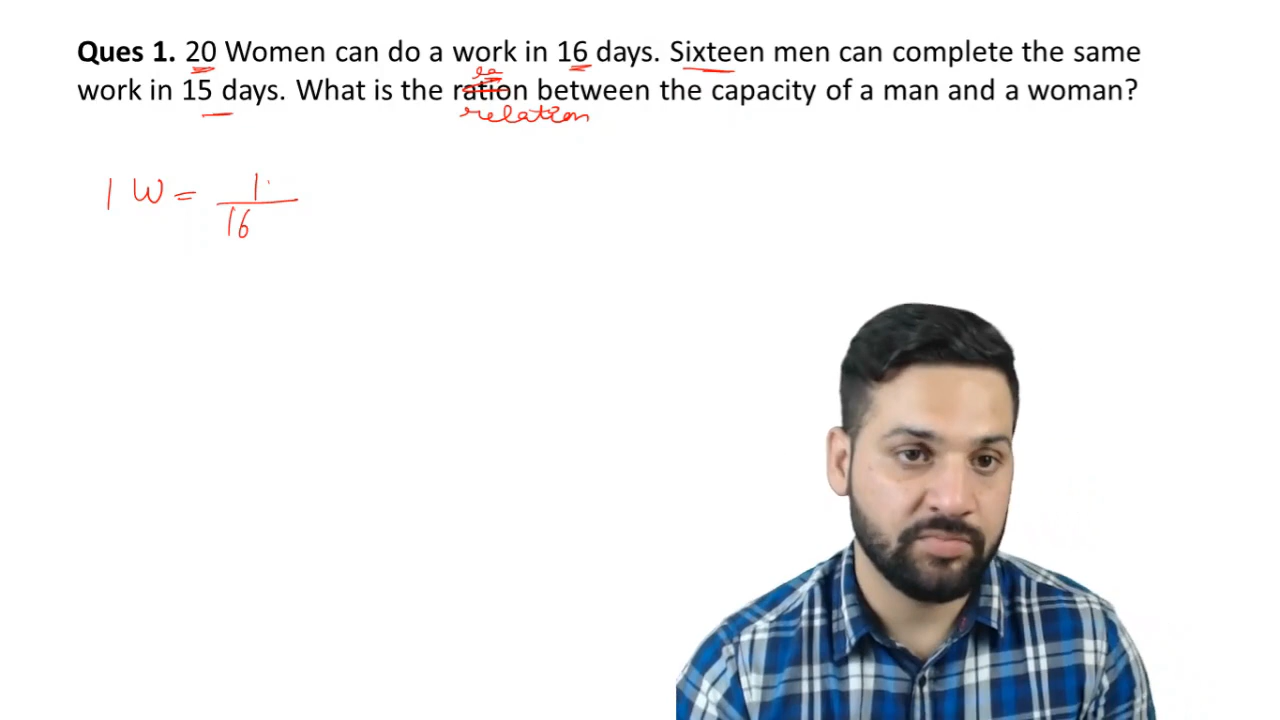 Ques 1. 20 Women can do a work in 16 days. Sixteen men can complete the same
work in 15 days. What is the ration between the capacity of a man and a woman?
relation
1 W = 1/16